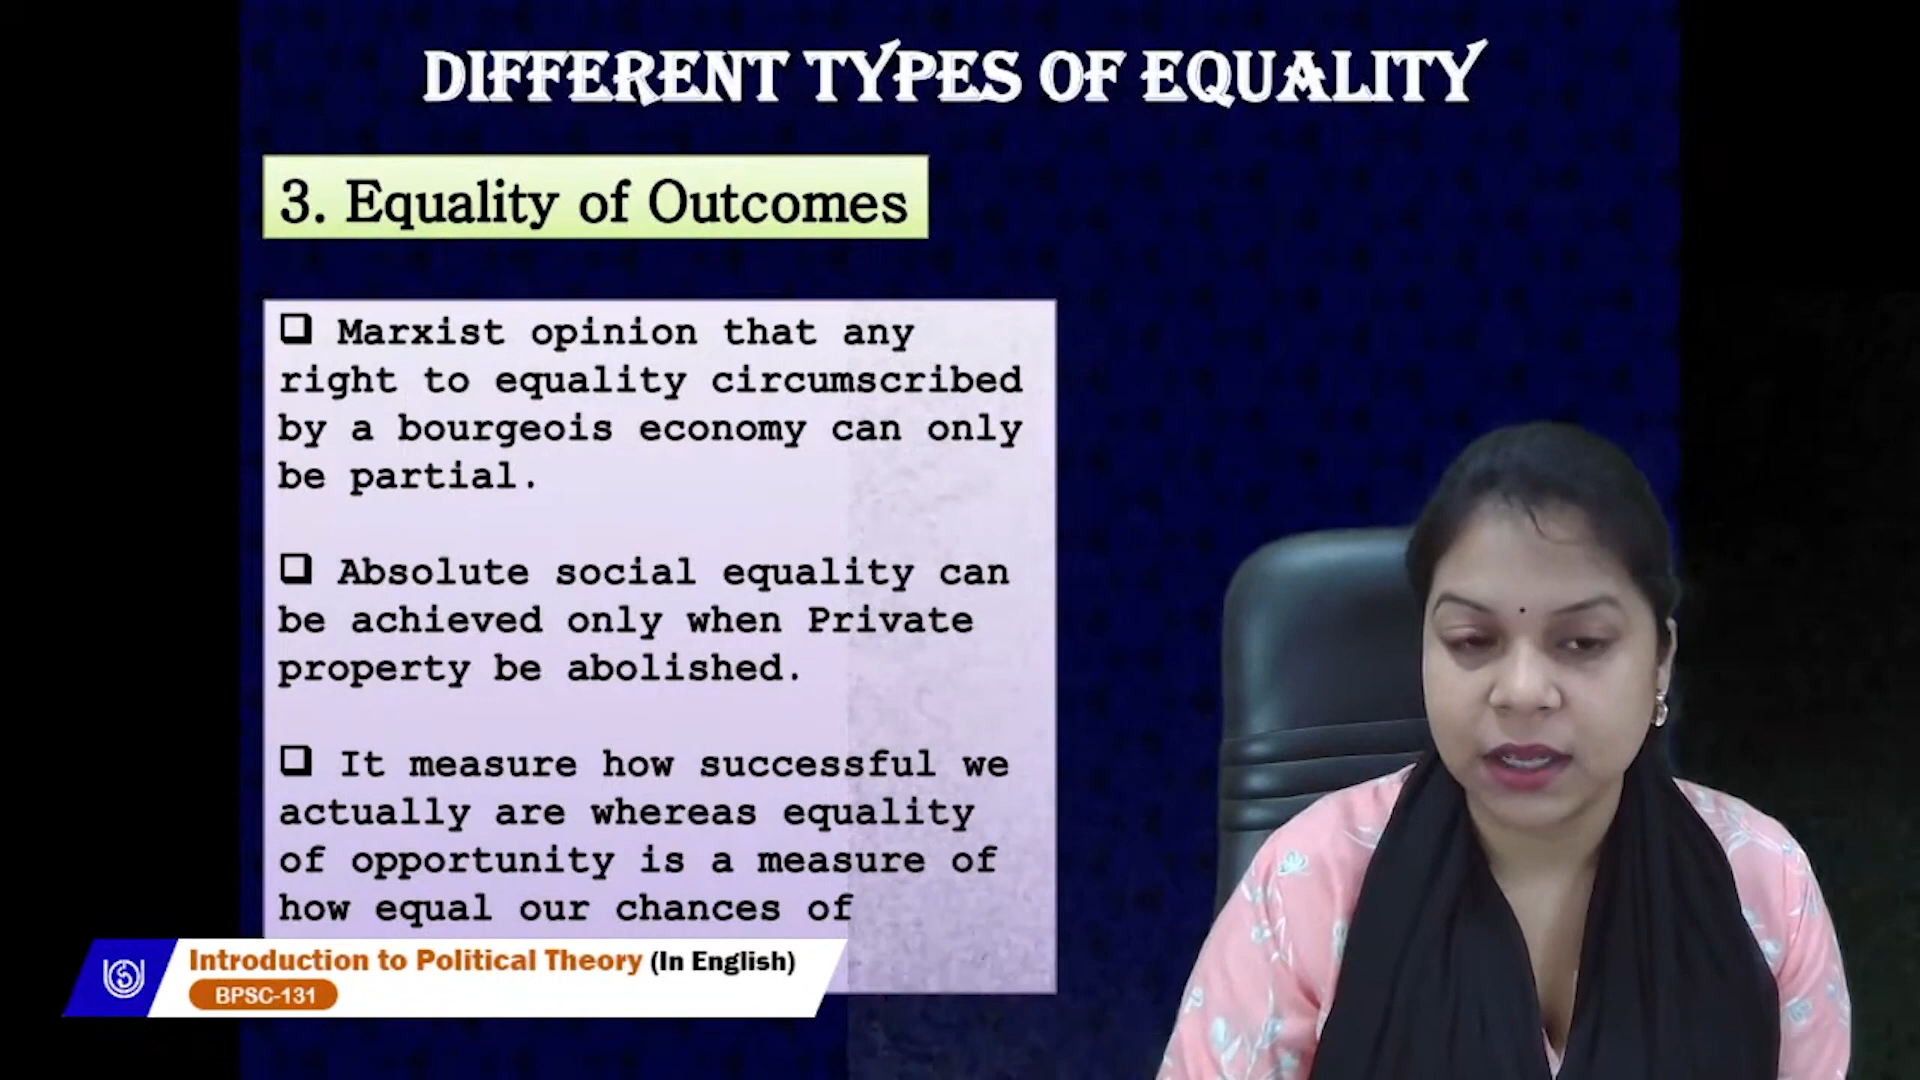 DIFFERENT TYPES OF EQUALITY
3. Equality of Outcomes
❑ Marxist opinion that any
right to equality circumscribed
by a bourgeois economy can only
be partial.
❑ Absolute social equality can
be achieved only when Private
property be abolished.
❑ It measure how successful we
actually are whereas equality
of opportunity is a measure of
how equal our chances of
Introduction to Political Theory (In English)
BPSC-131